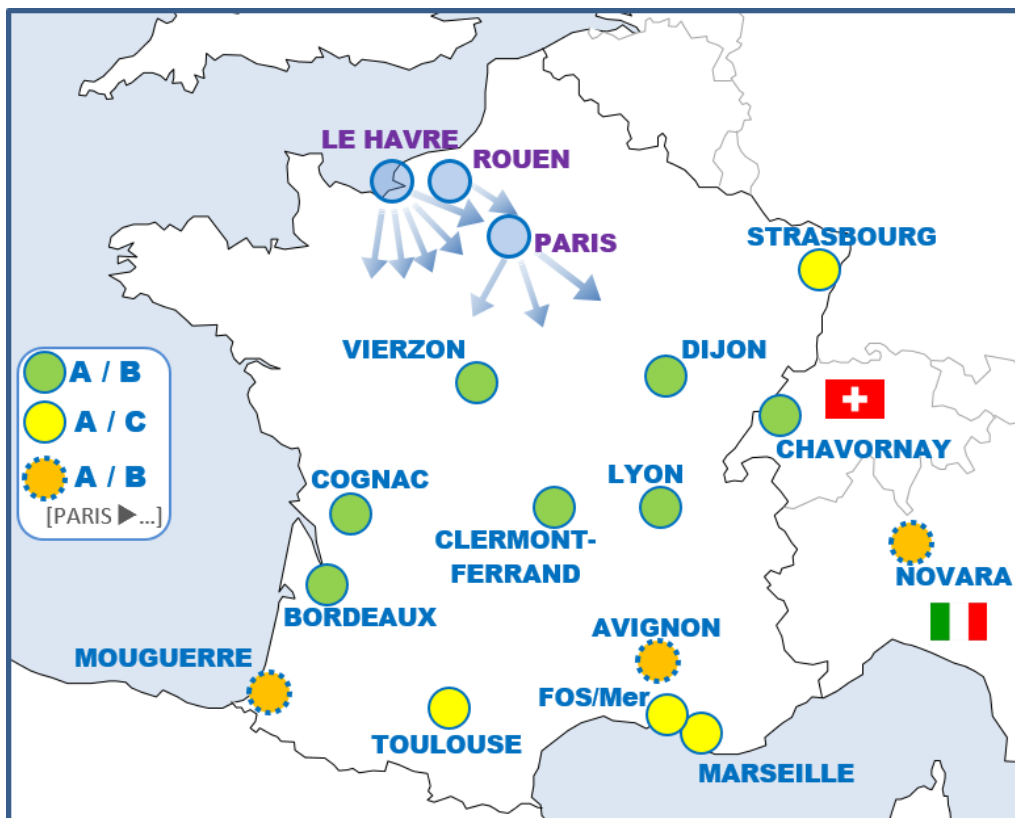 LE HAVRE
ROUEN
PARIS
STRASBOURG
VIERZON
DIJON
A / B
A / C
A / B
[PARIS ▶...]
CHAVORNAY
COGNAC
LYON
CLERMONT-
FERRAND
NOVARA
BORDEAUX
AVIGNON
MOUGUERRE
FOS/Mer
TOULOUSE
MARSEILLE